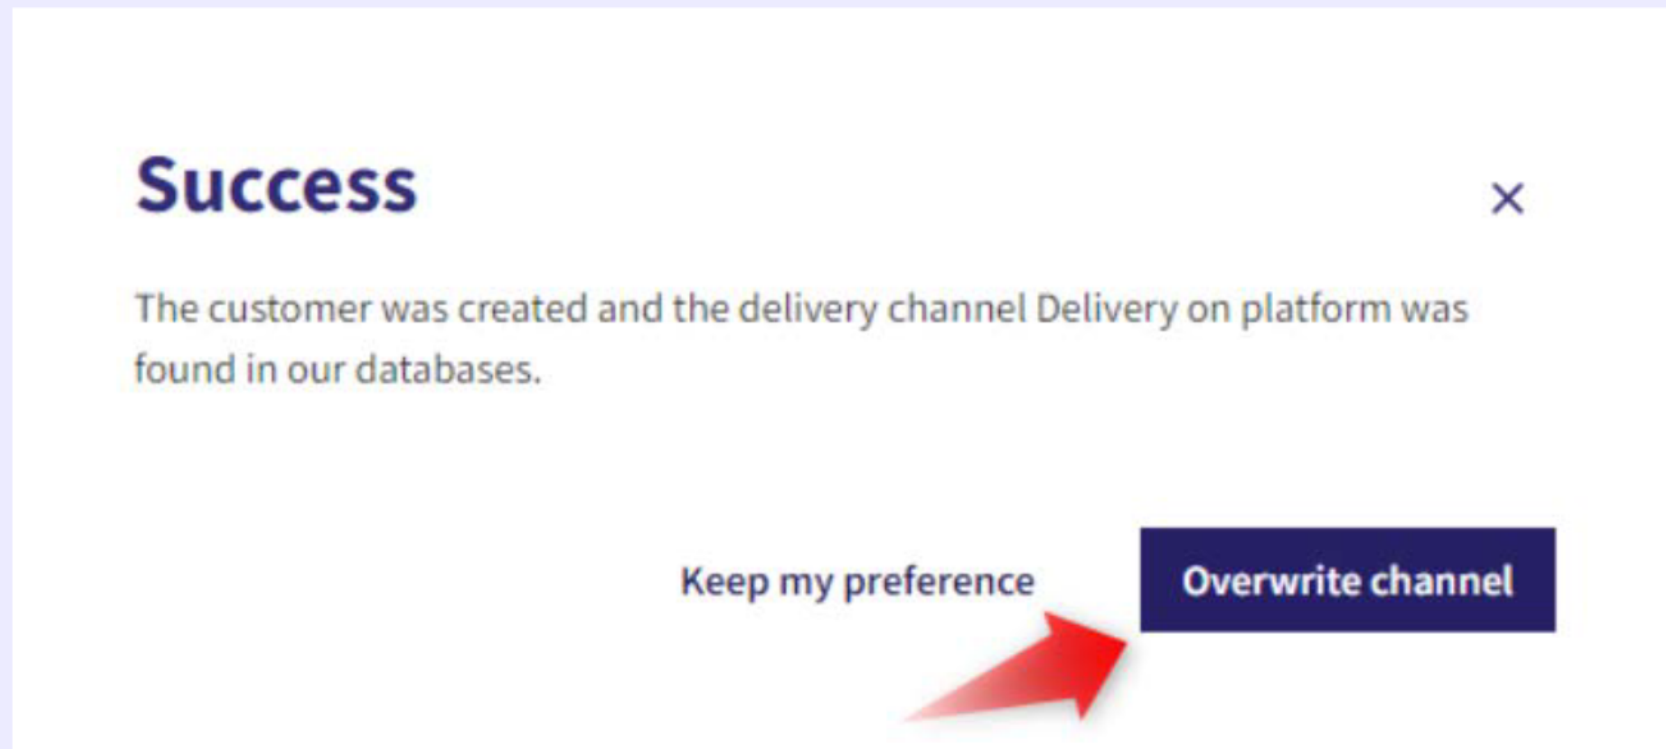 Success
The customer was created and the delivery channel Delivery on platform was
found in our databases.
Keep my preference
Overwrite channel